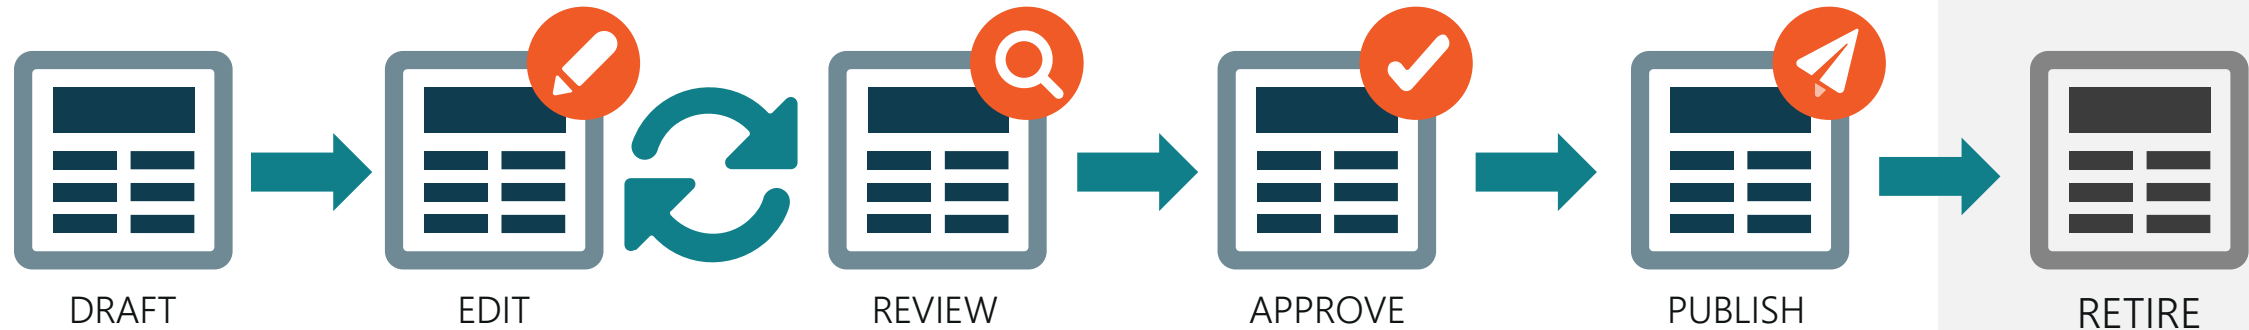 DRAFT
EDIT
REVIEW
APPROVE
PUBLISH
RETIRE